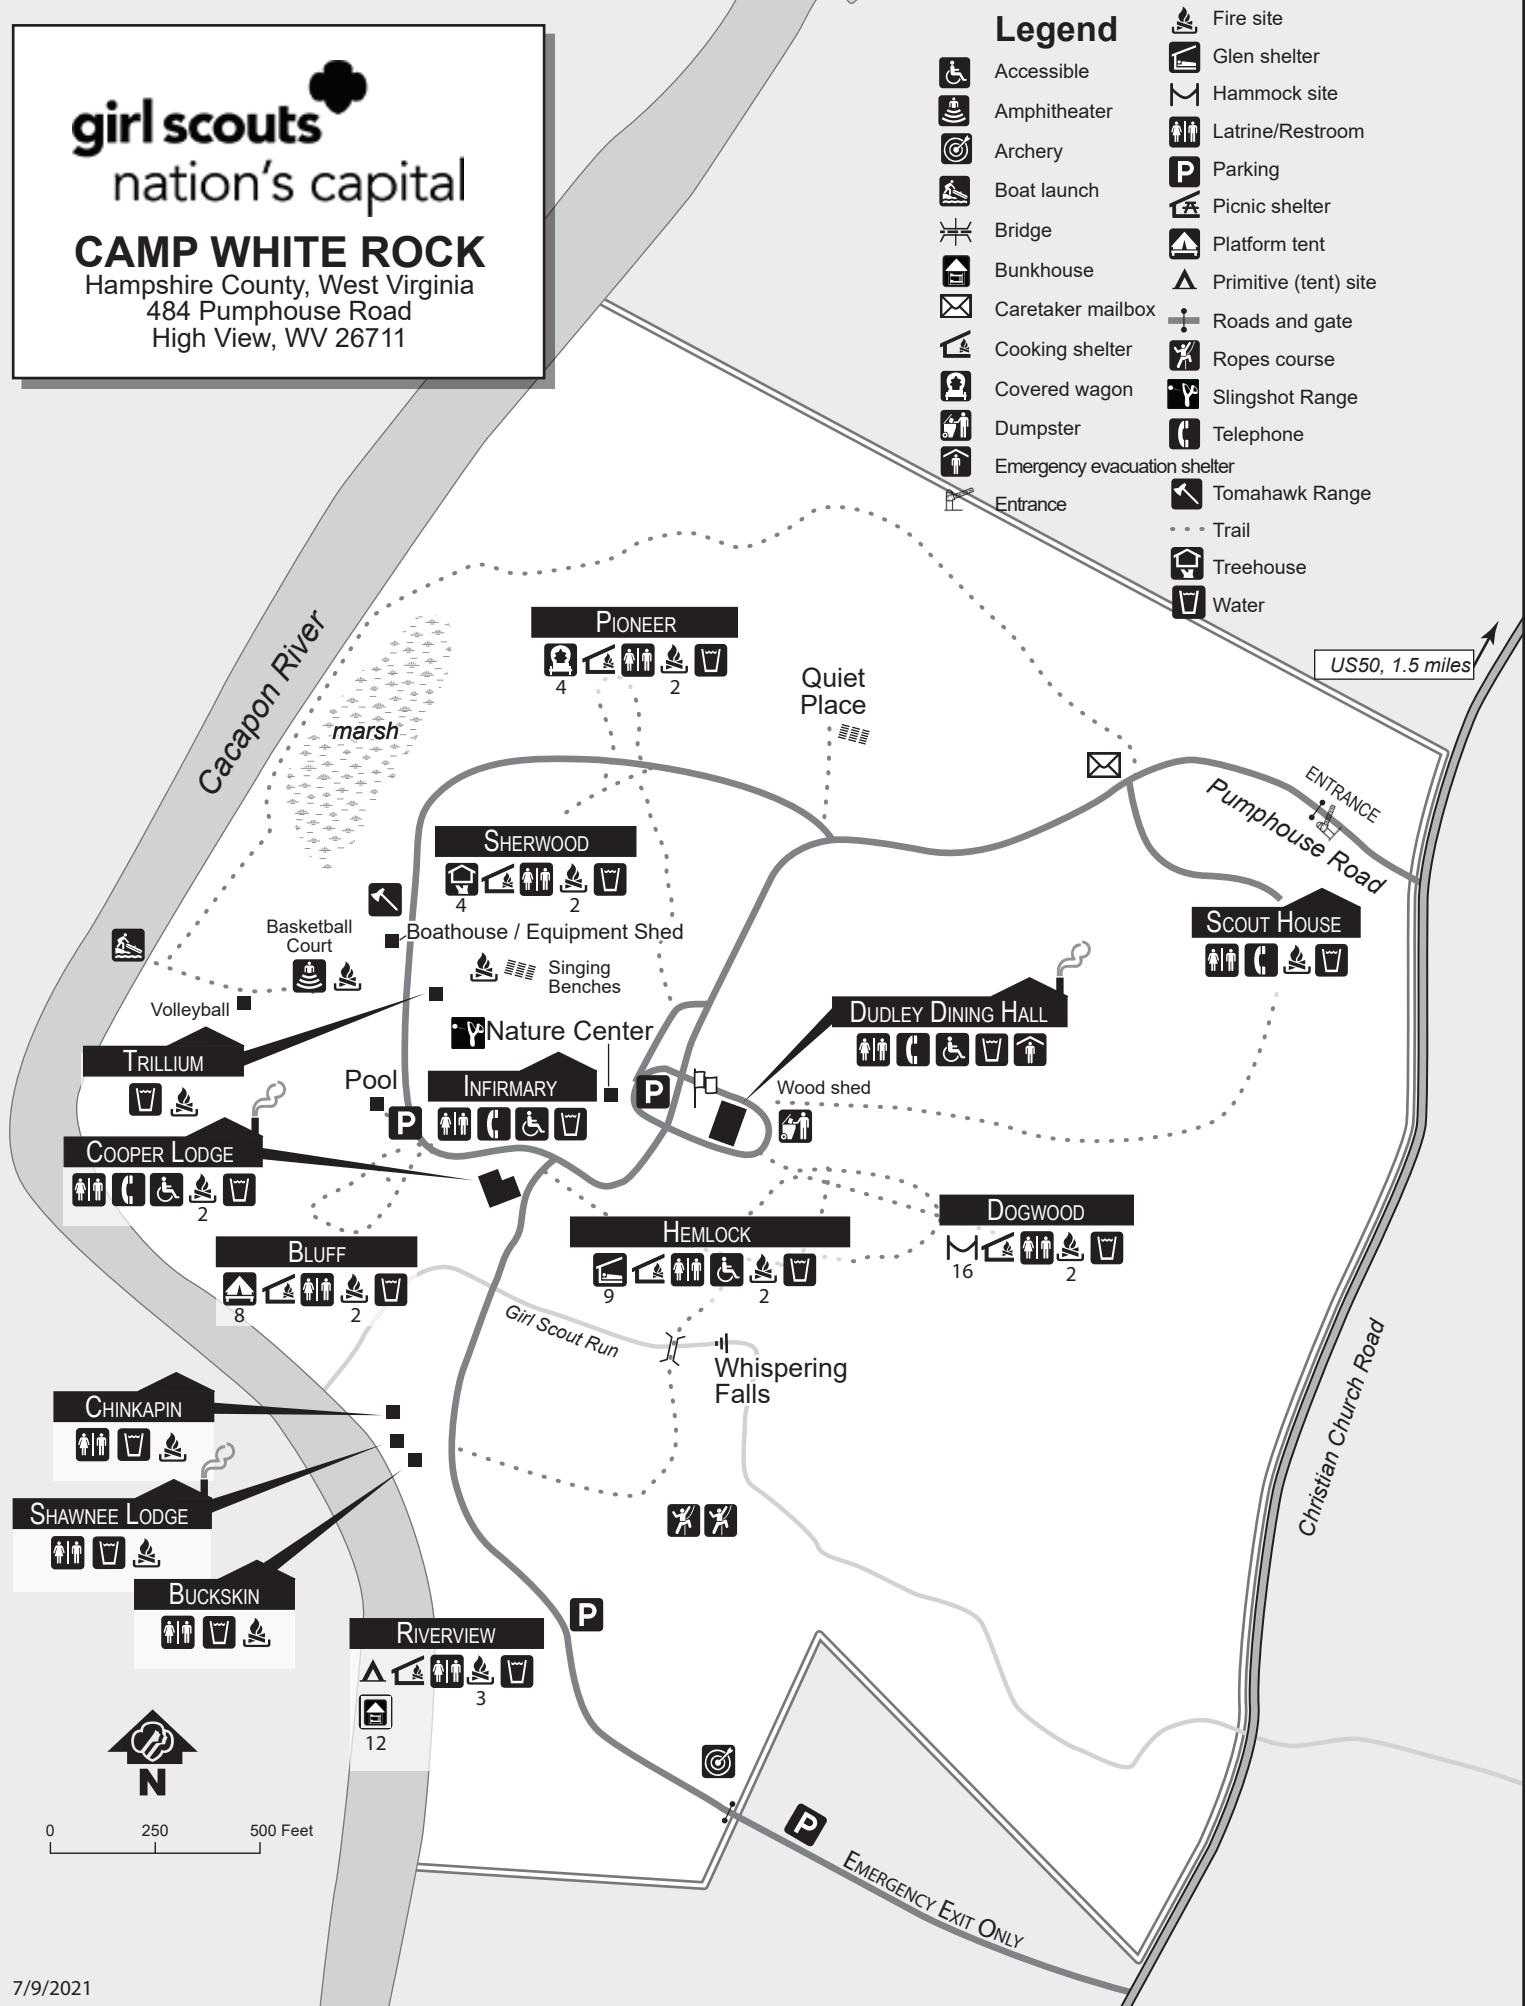 girl scouts
nation's capital
CAMP WHITE ROCK
Hampshire County, West Virginia
484 Pumphouse Road
High View, WV 26711
Legend
Accessible
Amphitheater
Archery
Boat launch
Bridge
Bunkhouse
Caretaker mailbox
Cooking shelter
Covered wagon
Dumpster
Emergency evacuation shelter
Entrance
Fire site
Glen shelter
Hammock site
Latrine/Restroom
P Parking
Picnic shelter
Platform tent
Primitive (tent) site
Roads and gate
Ropes course
Slingshot Range
Telephone
Tomahawk Range
Trail
Treehouse
Water
US50, 1.5 miles
Cacapon River
marsh
PIONEER
4 2
Quiet
Place
ENTRANCE
Pumphouse Road
SHERWOOD
4 2
SCOUT HOUSE
Basketball
Court
Boathouse / Equipment Shed
Singing
Benches
Volleyball
DUDLEY DINING HALL
Nature Center
TRILLIUM
Pool
P
INFIRMARY
P
Wood shed
COOPER LODGE
2
BLUFF
8 2
HEMLOCK
9 2
DOGWOOD
16 2
Girl Scout Run
Whispering
Falls
Christian Church Road
CHINKAPIN
SHAWNEE LODGE
BUCKSKIN
P
RIVERVIEW
3
12
N
0 250 500 Feet
P
EMERGENCY EXIT ONLY
7/9/2021